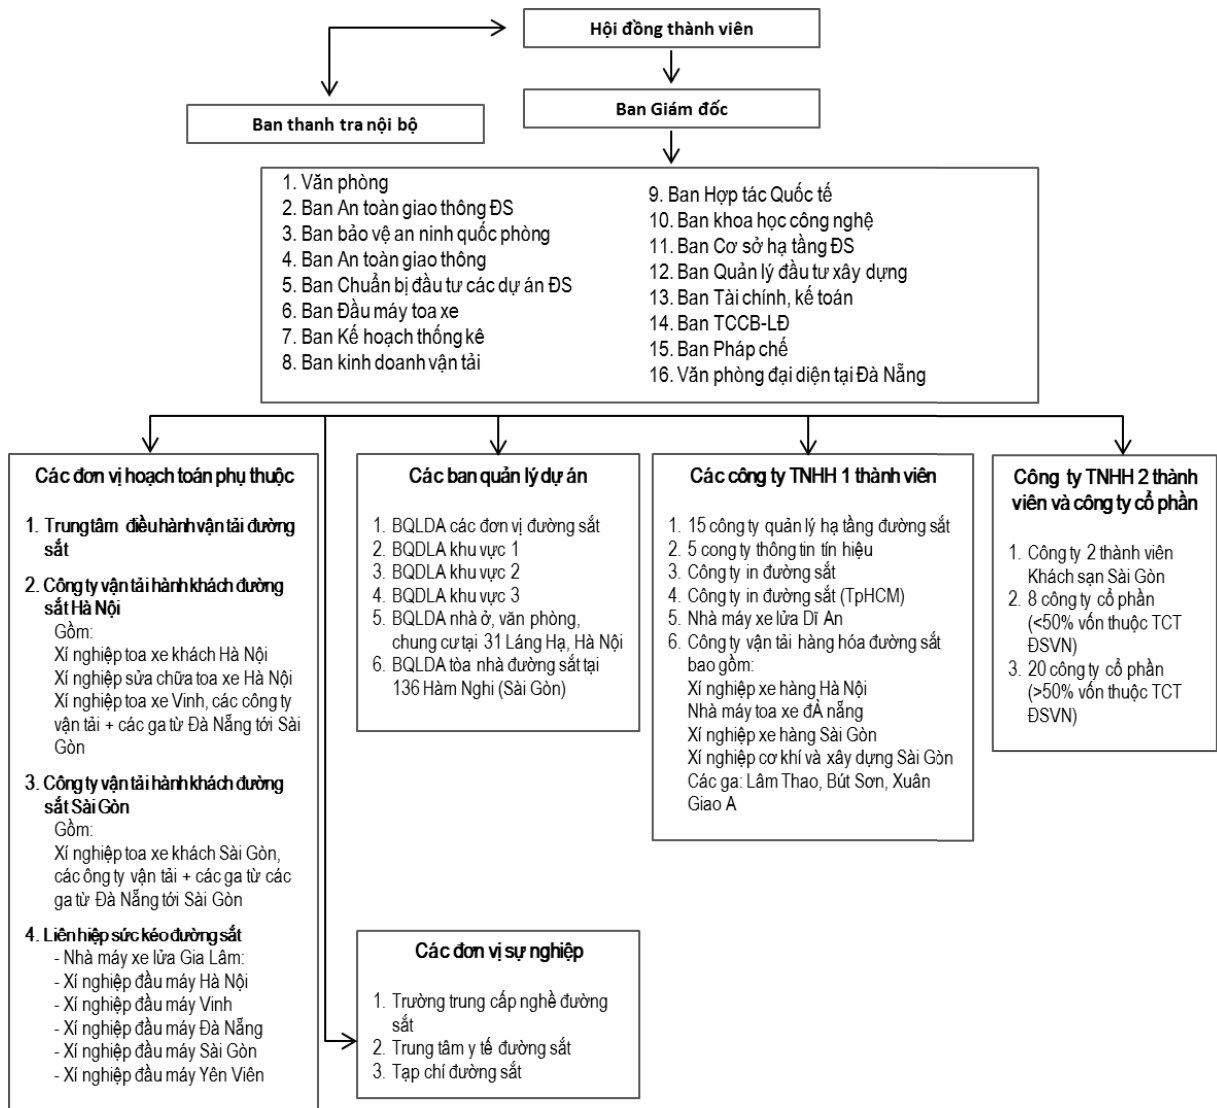 Hội đồng thành viên
Ban thanh tra nội bộ
Ban Giám đốc
1. Văn phòng
2. Ban An toàn giao thông ĐS
3. Ban bảo vệ an ninh quốc phòng
4. Ban An toàn giao thông
5. Ban Chuẩn bị đầu tư các dự án ĐS
6. Ban Đầu máy toa xe
7. Ban Kế hoạch thống kê
8. Ban kinh doanh vận tải
9. Ban Hợp tác Quốc tế
10. Ban khoa học công nghệ
11. Ban Cơ sở hạ tầng ĐS
12. Ban Quản lý đầu tư xây dựng
13. Ban Tài chính, kế toán
14. Ban TCCB-LĐ
15. Ban Pháp chế
16. Văn phòng đại diện tại Đà Nẵng
Các đơn vị hoạch toán phụ thuộc
1. Trung tâm điều hành vận tải đường
sắt
2. Công ty vận tải hành khách đường
sắt Hà Nội
Gồm:
Xí nghiệp toa xe khách Hà Nội
Xí nghiệp sửa chữa toa xe Hà Nội
Xí nghiệp toa xe Vinh, các công ty
vận tải + các ga từ Đà Nẵng tới Sài
Gòn
3. Công ty vận tải hành khách đường
sắt Sài Gòn
Gồm:
Xí nghiệp toa xe khách Sài Gòn,
các ông ty vận tải + các ga từ các
ga từ Đà Nẵng tới Sài Gòn
4. Liên hiệp sức kéo đường sắt
- Nhà máy xe lửa Gia Lâm:
- Xí nghiệp đầu máy Hà Nội
- Xí nghiệp đầu máy Vinh
- Xí nghiệp đầu máy Đà Nẵng
- Xí nghiệp đầu máy Sài Gòn
- Xí nghiệp đầu máy Yên Viên
Các ban quản lý dự án
1. BQLDA các đơn vị đường sắt
2. BQDLA khu vực 1
3. BQDLA khu vực 2
4. BQDLA khu vực 3
5. BQLDA nhà ở, văn phòng,
chung cư tại 31 Láng Hạ, Hà Nội
6. BQLDA tòa nhà đường sắt tại
136 Hàm Nghi (Sài Gòn)
Các đơn vị sự nghiệp
1. Trường trung cấp nghề đường
sắt
2. Trung tâm y tế đường sắt
3. Tạp chí đường sắt
Các công ty TNHH 1 thành viên
1. 15 công ty quản lý hạ tầng đường sắt
2. 5 cong ty thông tin tín hiệu
3. Công ty in đường sắt
4. Công ty in đường sắt (TpHCM)
5. Nhà máy xe lửa Dĩ An
6. Công ty vận tải hàng hóa đường sắt
bao gồm:
Xí nghiệp xe hàng Hà Nội
Nhà máy toa xe đÀ nẵng
Xí nghiệp xe hàng Sài Gòn
Xí nghiệp cơ khí và xây dựng Sài Gòn
Các ga: Lâm Thao, Bút Sơn, Xuân
Giao A
Công ty TNHH 2 thành
viên và công ty cổ phần
1. Công ty 2 thành viên
Khách sạn Sài Gòn
2. 8 công ty cổ phần
(<50% vốn thuộc TCT
ĐSVN)
3. 20 công ty cổ phần
(>50% vốn thuộc TCT
ĐSVN)